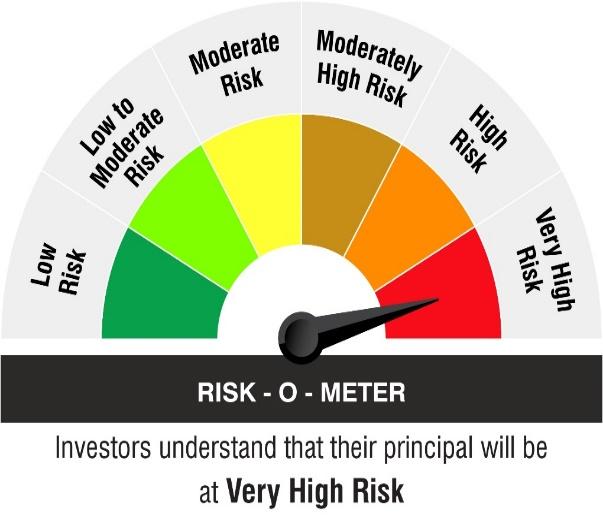 Low
Risk
Low to
Moderate
Risk
Moderate
Risk
Moderately
High Risk
High
Risk
Very High
Risk
RISK - O - METER
Investors understand that their principal will be
at Very High Risk